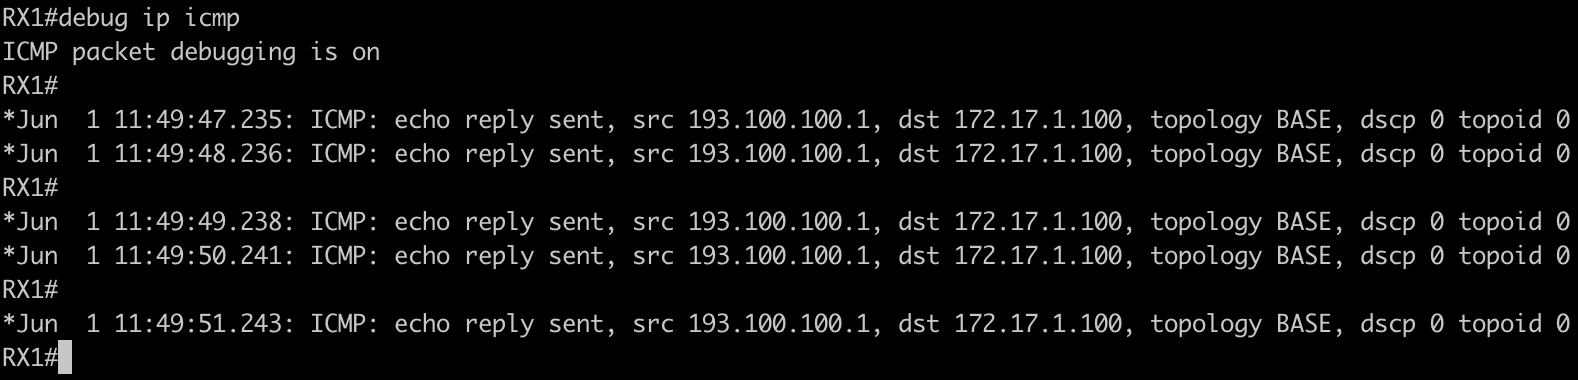 RX1#debug ip icmp
ICMP packet debugging is on
RX1#
*Jun  1 11:49:47.235: ICMP: echo reply sent, src 193.100.100.1, dst 172.17.1.100, topology BASE, dscp 0 topoid 0
*Jun  1 11:49:48.236: ICMP: echo reply sent, src 193.100.100.1, dst 172.17.1.100, topology BASE, dscp 0 topoid 0
RX1#
*Jun  1 11:49:49.238: ICMP: echo reply sent, src 193.100.100.1, dst 172.17.1.100, topology BASE, dscp 0 topoid 0
*Jun  1 11:49:50.241: ICMP: echo reply sent, src 193.100.100.1, dst 172.17.1.100, topology BASE, dscp 0 topoid 0
RX1#
*Jun  1 11:49:51.243: ICMP: echo reply sent, src 193.100.100.1, dst 172.17.1.100, topology BASE, dscp 0 topoid 0
RX1#